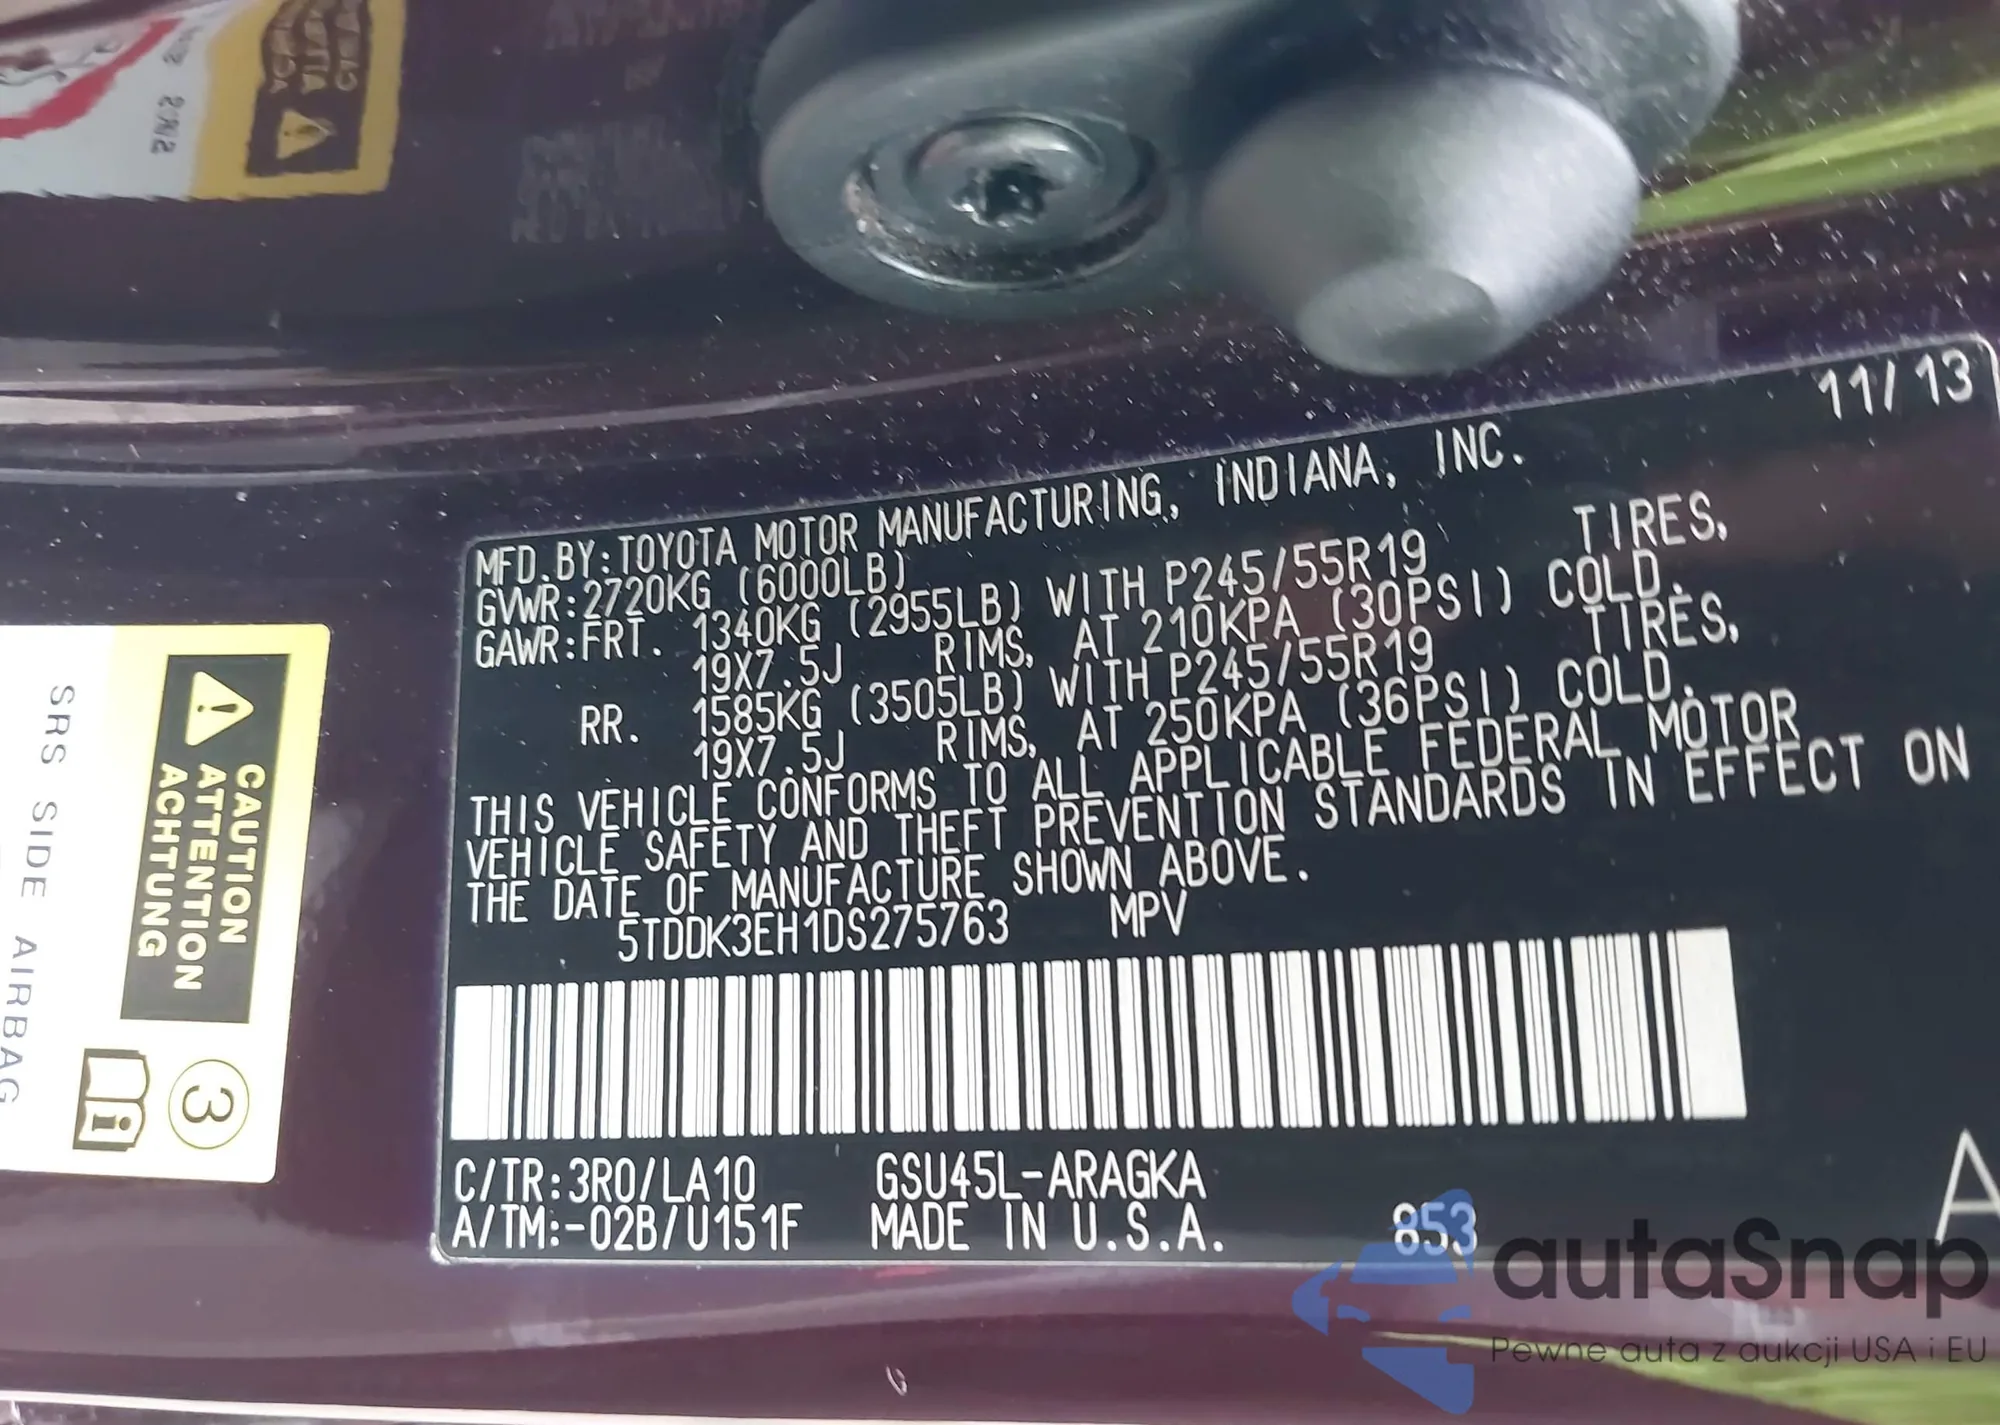 11/13
MFD.BY:TOYOTA MOTOR MANUFACTURING, INDIANA, INC.
GVWR:2720KG (6000LB)
GAWR:FRT. 1340KG (2955LB) WITH P245/55R19 TIRES,
19X7.5J RIMS, AT 210KPA (30PSI) COLD.
RR. 1585KG (3505LB) WITH P245/55R19 TIRES,
19X7.5J RIMS, AT 250KPA (36PSI) COLD.
THIS VEHICLE CONFORMS TO ALL APPLICABLE FEDERAL MOTOR
VEHICLE SAFETY AND THEFT PREVENTION STANDARDS IN EFFECT ON
THE DATE OF MANUFACTURE SHOWN ABOVE.
5TDDK3EH1DS275763 MPV
C/TR:3R0/LA10 GSU45L-ARAGKA
A/TM:-02B/U151F MADE IN U.S.A. 853
A
CAUTION
ATTENTION
ACHTUNG
3
i
SRS SIDE AIRBAG
autaSnap
Pewne auta z aukcji USA i EU